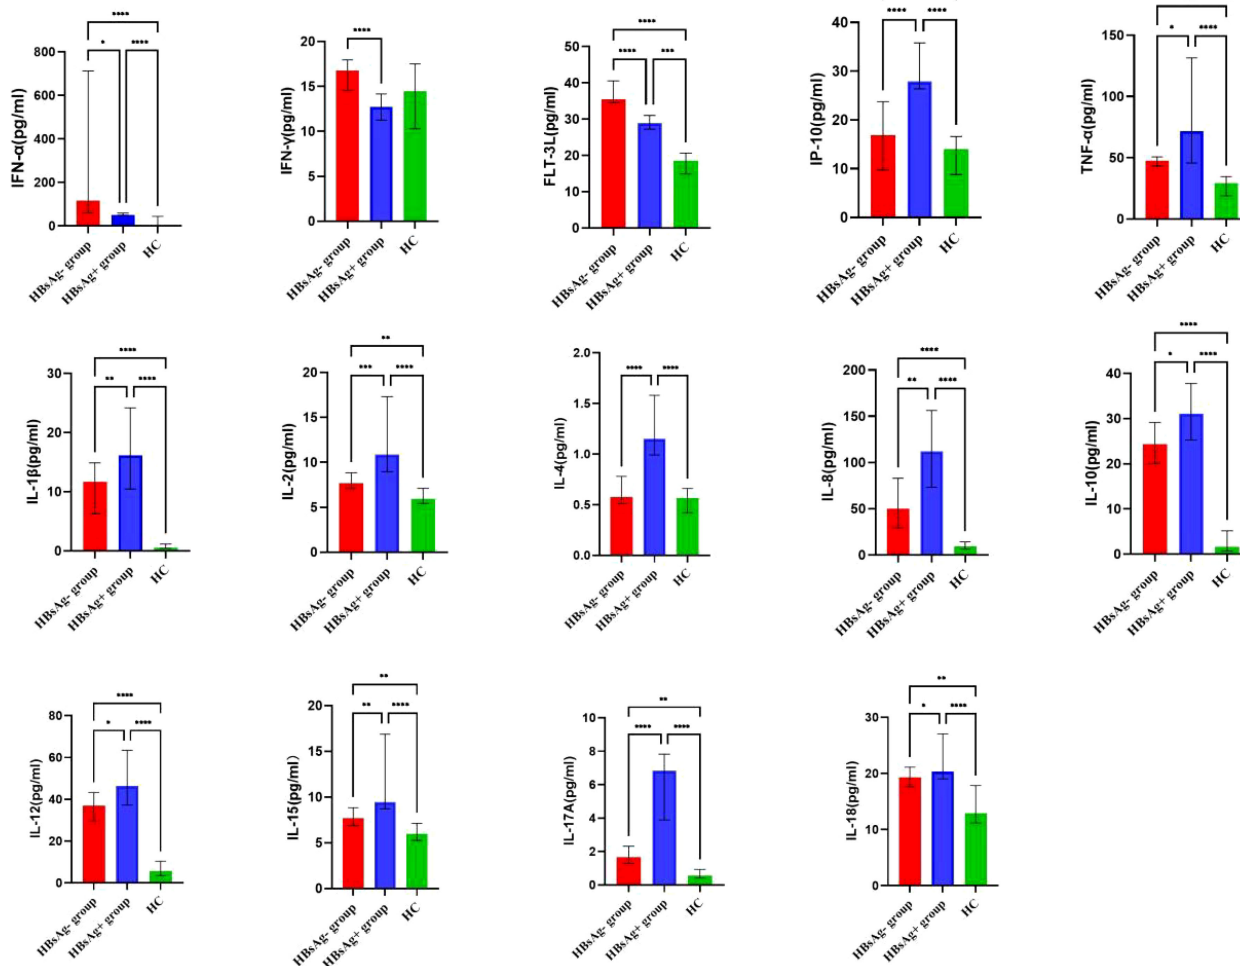 ****
* ****
IFN-α(pg/ml)
800
600
400
200
0
HBsAg- group
HBsAg+ group
HC
****
IFN-γ(pg/ml)
20
15
10
5
0
HBsAg- group
HBsAg+ group
HC
****
**** ***
FLT-3L(pg/ml)
50
40
30
20
10
0
HBsAg- group
HBsAg+ group
HC
**** ****
IP-10(pg/ml)
40
30
20
10
0
HBsAg- group
HBsAg+ group
HC
* ****
TNF-α(pg/ml)
150
100
50
0
HBsAg- group
HBsAg+ group
HC
****
** ****
IL-1β(pg/ml)
30
20
10
0
HBsAg- group
HBsAg+ group
HC
**
*** ****
IL-2(pg/ml)
20
15
10
5
0
HBsAg- group
HBsAg+ group
HC
**** ****
IL-4(pg/ml)
2.0
1.5
1.0
0.5
0.0
HBsAg- group
HBsAg+ group
HC
****
** ****
IL-8(pg/ml)
200
150
100
50
0
HBsAg- group
HBsAg+ group
HC
****
* ****
IL-10(pg/ml)
40
30
20
10
0
HBsAg- group
HBsAg+ group
HC
****
* ****
IL-12(pg/ml)
80
60
40
20
0
HBsAg- group
HBsAg+ group
HC
**
** ****
IL-15(pg/ml)
20
15
10
5
0
HBsAg- group
HBsAg+ group
HC
**
**** ****
IL-17A(pg/ml)
10
8
6
4
2
0
HBsAg- group
HBsAg+ group
HC
**
* ****
IL-18(pg/ml)
30
20
10
0
HBsAg- group
HBsAg+ group
HC